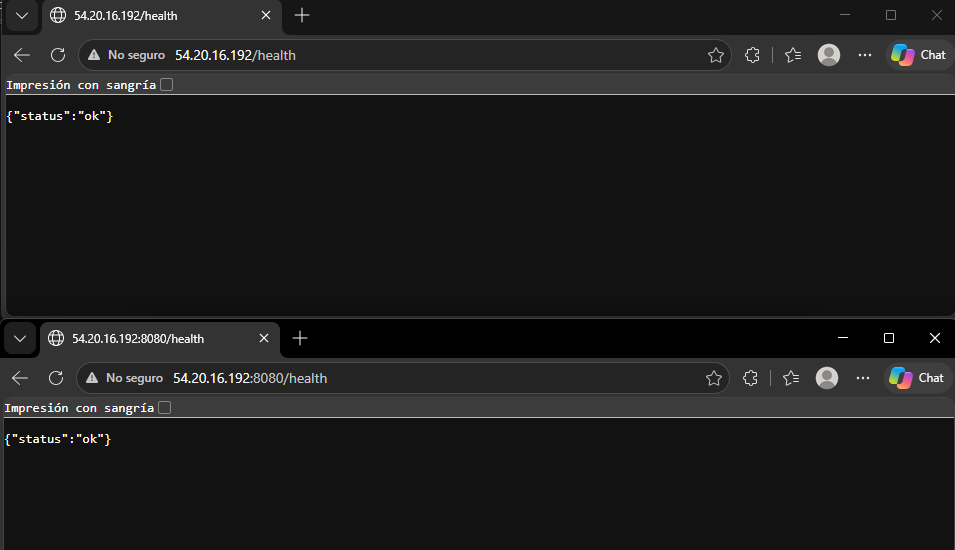 54.20.16.192/health
No seguro 54.20.16.192/health Chat
Impresión con sangría
{"status":"ok"}
54.20.16.192:8080/health
No seguro 54.20.16.192:8080/health Chat
Impresión con sangría
{"status":"ok"}